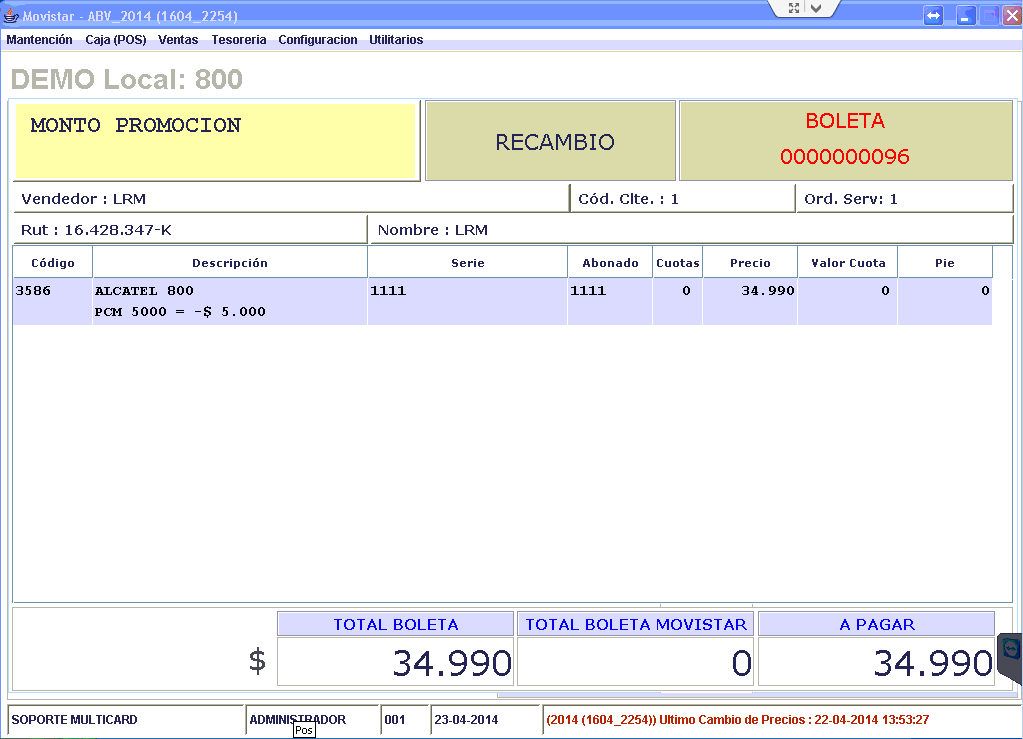 Movistar - ABV_2014 (1604_2254)
Mantención Caja (POS) Ventas Tesoreria Configuracion Utilitarios
DEMO Local: 800
MONTO PROMOCION
RECAMBIO
BOLETA
0000000096
Vendedor : LRM
Cód. Clte. : 1
Ord. Serv: 1
Rut : 16.428.347-K
Nombre : LRM
Código Descripción Serie Abonado Cuotas Precio Valor Cuota Pie
3586 ALCATEL 800 1111 1111 0 34.990 0 0
PCM 5000 = -$ 5.000
TOTAL BOLETA TOTAL BOLETA MOVISTAR A PAGAR
$ 34.990 0 34.990
SOPORTE MULTICARD ADMINISTRADOR 001 23-04-2014 (2014 (1604_2254)) Ultimo Cambio de Precios : 22-04-2014 13:53:27
Pos